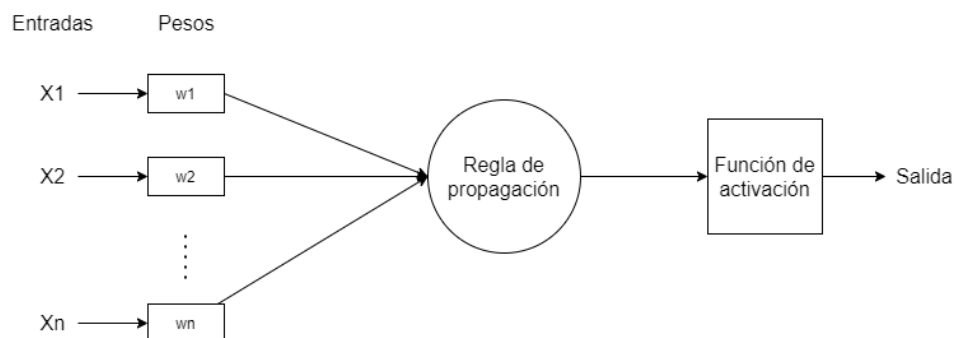 Entradas
Pesos
X1
w1
X2
w2
Xn
wn
Regla de
propagación
Función de
activación
Salida